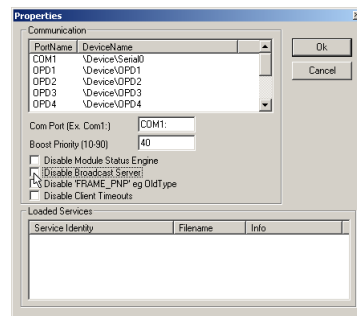 Properties
Communication
PortName DeviceName
COM1 \Device\Serial0
OPD1 \Device\OPD1
OPD2 \Device\OPD2
OPD3 \Device\OPD3
OPD4 \Device\OPD4
Ok
Cancel
Com Port (Ex. Com1:) COM1:
Boost Priority (10-90) 40
Disable Module Status Engine
Disable Broadcast Server
Disable 'FRAME_PNP' eg OldType
Disable Client Timeouts
Loaded Services
Service Identity Filename Info